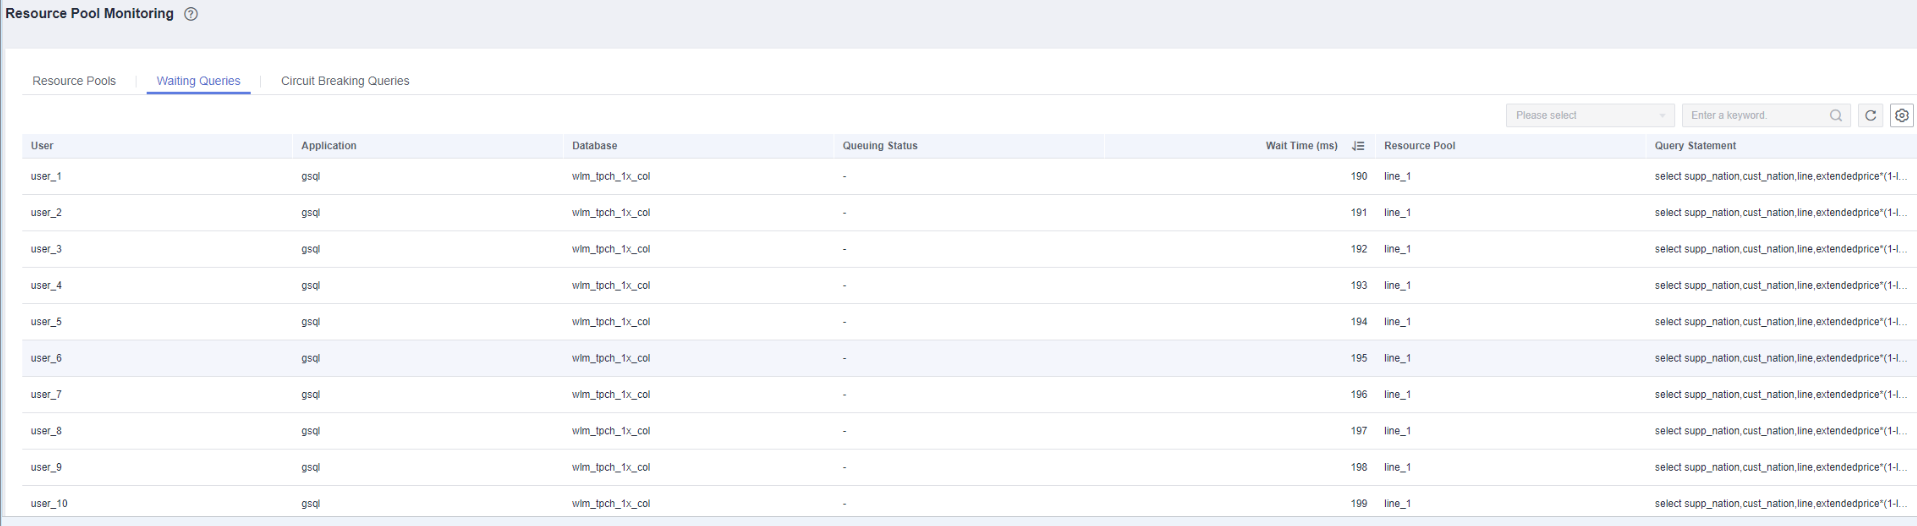 Resource Pool Monitoring ?
Resource Pools Waiting Queries Circuit Breaking Queries
Please select Enter a keyword.
User Application Database Queuing Status Wait Time (ms) Resource Pool Query Statement
user_1 gsql wlm_tpch_1x_col - 190 line_1 select supp_nation,cust_nation,line,extendedprice*(1-l...
user_2 gsql wlm_tpch_1x_col - 191 line_1 select supp_nation,cust_nation,line,extendedprice*(1-l...
user_3 gsql wlm_tpch_1x_col - 192 line_1 select supp_nation,cust_nation,line,extendedprice*(1-l...
user_4 gsql wlm_tpch_1x_col - 193 line_1 select supp_nation,cust_nation,line,extendedprice*(1-l...
user_5 gsql wlm_tpch_1x_col - 194 line_1 select supp_nation,cust_nation,line,extendedprice*(1-l...
user_6 gsql wlm_tpch_1x_col - 195 line_1 select supp_nation,cust_nation,line,extendedprice*(1-l...
user_7 gsql wlm_tpch_1x_col - 196 line_1 select supp_nation,cust_nation,line,extendedprice*(1-l...
user_8 gsql wlm_tpch_1x_col - 197 line_1 select supp_nation,cust_nation,line,extendedprice*(1-l...
user_9 gsql wlm_tpch_1x_col - 198 line_1 select supp_nation,cust_nation,line,extendedprice*(1-l...
user_10 gsql wlm_tpch_1x_col - 199 line_1 select supp_nation,cust_nation,line,extendedprice*(1-l...